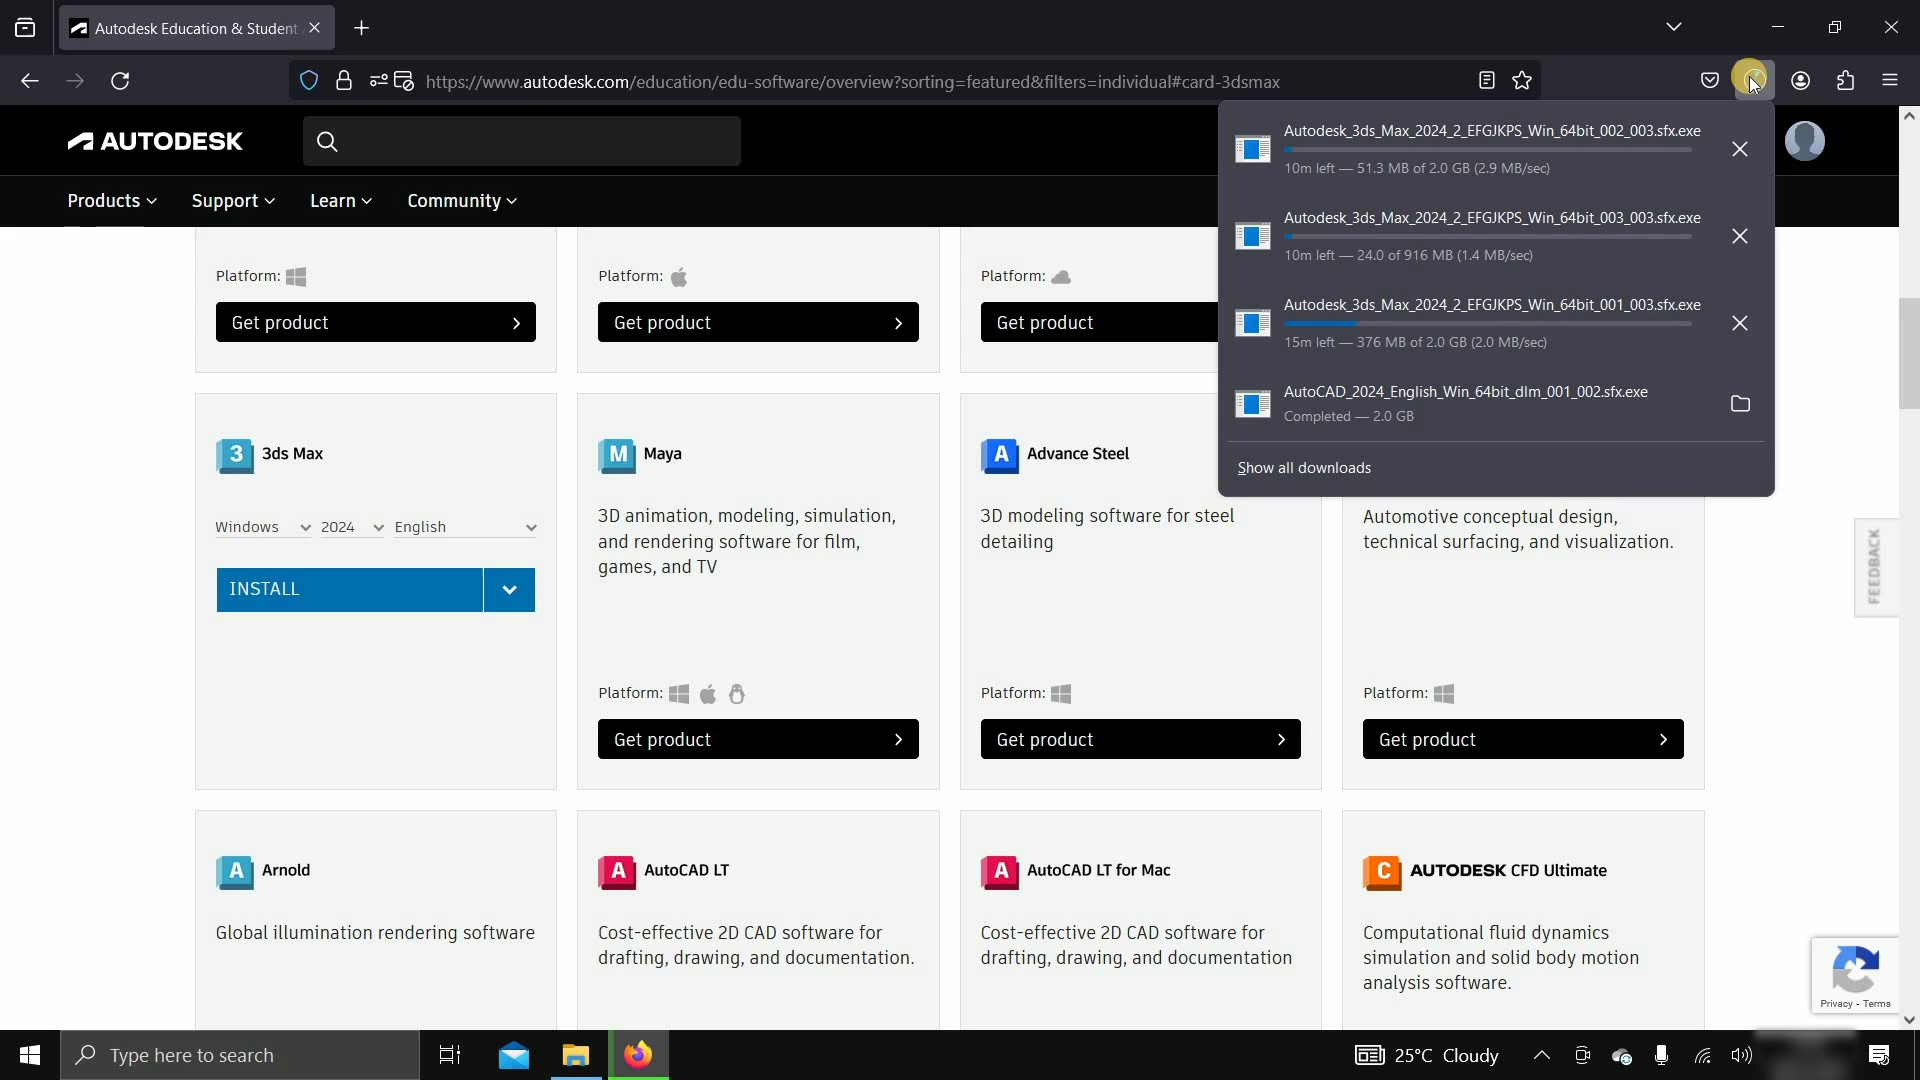 Autodesk Education & Student
https://www.autodesk.com/education/edu-software/overview?sorting=featured&filters=individual#card-3dsmax
AUTODESK
Products
Support
Learn
Community
Autodesk_3ds_Max_2024_2_EFGJKPS_Win_64bit_002_003.sfx.exe
10m left — 51.3 MB of 2.0 GB (2.9 MB/sec)
Autodesk_3ds_Max_2024_2_EFGJKPS_Win_64bit_003_003.sfx.exe
10m left — 24.0 of 916 MB (1.4 MB/sec)
Autodesk_3ds_Max_2024_2_EFGJKPS_Win_64bit_001_003.sfx.exe
15m left — 376 MB of 2.0 GB (2.0 MB/sec)
AutoCAD_2024_English_Win_64bit_dlm_001_002.sfx.exe
Completed — 2.0 GB
Show all downloads
Platform:
Get product
Platform:
Get product
Platform:
Get product
3 3ds Max
Windows 2024 English
INSTALL
M Maya
3D animation, modeling, simulation,
and rendering software for film,
games, and TV
Platform:
Get product
A Advance Steel
3D modeling software for steel
detailing
Platform:
Get product
Automotive conceptual design,
technical surfacing, and visualization.
Platform:
Get product
FEEDBACK
A Arnold
Global illumination rendering software
A AutoCAD LT
Cost-effective 2D CAD software for
drafting, drawing, and documentation.
A AutoCAD LT for Mac
Cost-effective 2D CAD software for
drafting, drawing, and documentation
C AUTODESK CFD Ultimate
Computational fluid dynamics
simulation and solid body motion
analysis software.
Privacy - Terms
Type here to search
25°C Cloudy